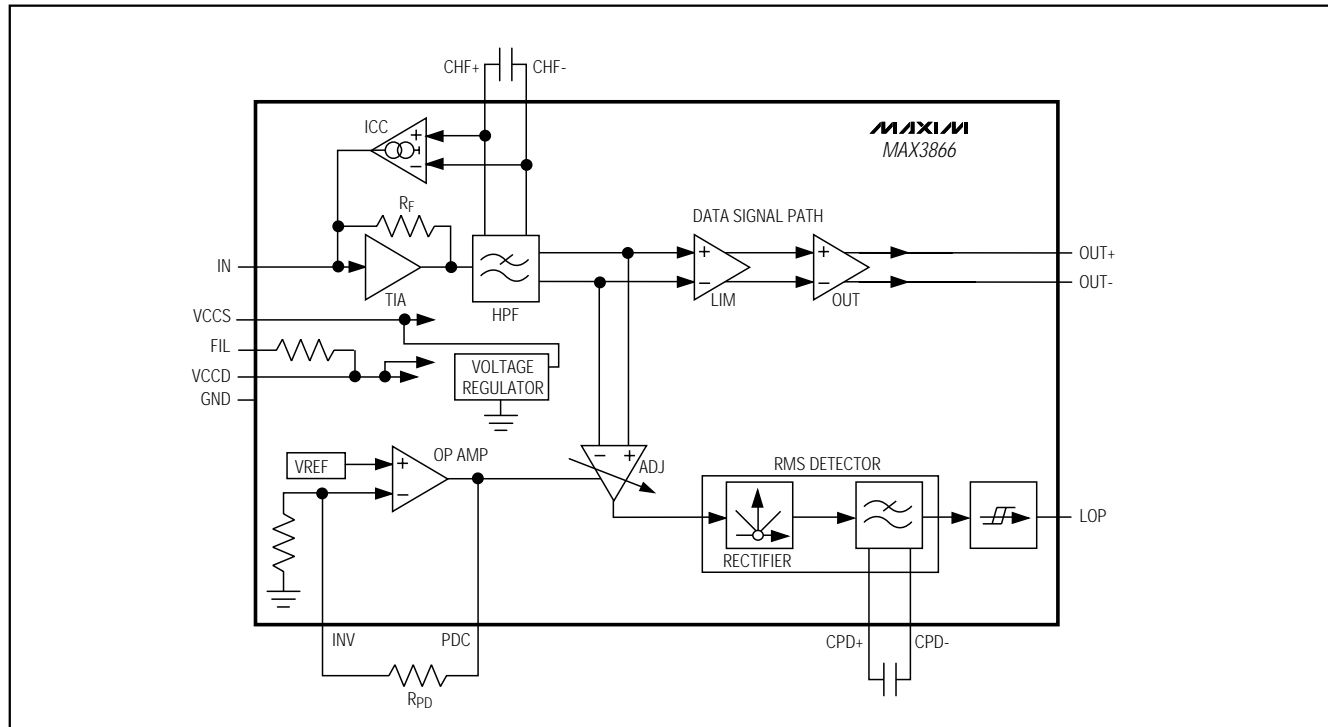 CHF+ CHF-
ICC
+
−
MAXIM
MAX3866
RF
DATA SIGNAL PATH
IN
+
−
+
−
OUT+
OUT-
TIA
HPF
LIM
OUT
VCCS
FIL
VCCD
GND
VOLTAGE
REGULATOR
VREF
OP AMP
+
−
− +
ADJ
RMS DETECTOR
RECTIFIER
LOP
INV
PDC
CPD+
CPD-
RPD